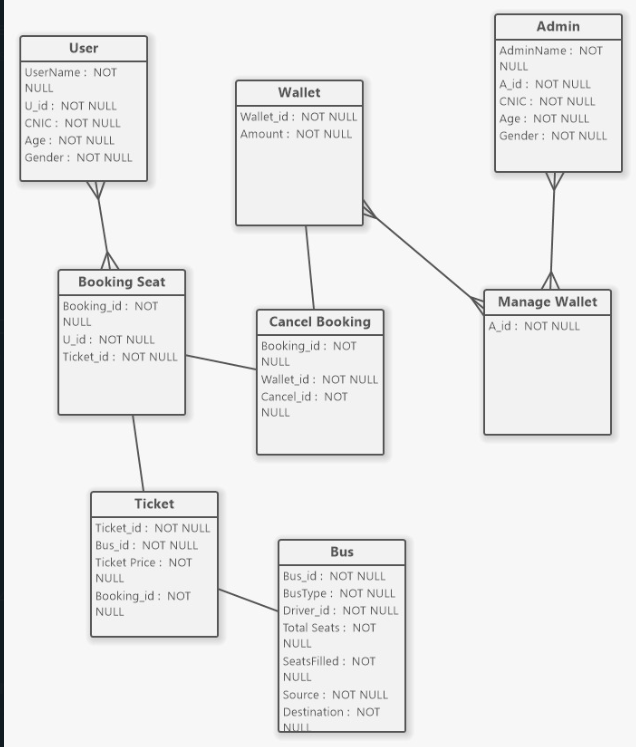 User
UserName : NOT
NULL
U_id : NOT NULL
CNIC : NOT NULL
Age : NOT NULL
Gender : NOT NULL
Wallet
Wallet_id : NOT NULL
Amount : NOT NULL
Admin
AdminName : NOT
NULL
A_id : NOT NULL
CNIC : NOT NULL
Age : NOT NULL
Gender : NOT NULL
Booking Seat
Booking_id : NOT
NULL
U_id : NOT NULL
Ticket_id : NOT NULL
Cancel Booking
Booking_id : NOT
NULL
Wallet_id : NOT NULL
Cancel_id : NOT
NULL
Manage Wallet
A_id : NOT NULL
Ticket
Ticket_id : NOT NULL
Bus_id : NOT NULL
Ticket Price : NOT
NULL
Booking_id : NOT
NULL
Bus
Bus_id : NOT NULL
BusType : NOT NULL
Driver_id : NOT NULL
Total Seats : NOT
NULL
SeatsFilled : NOT
NULL
Source : NOT NULL
Destination : NOT
NULL